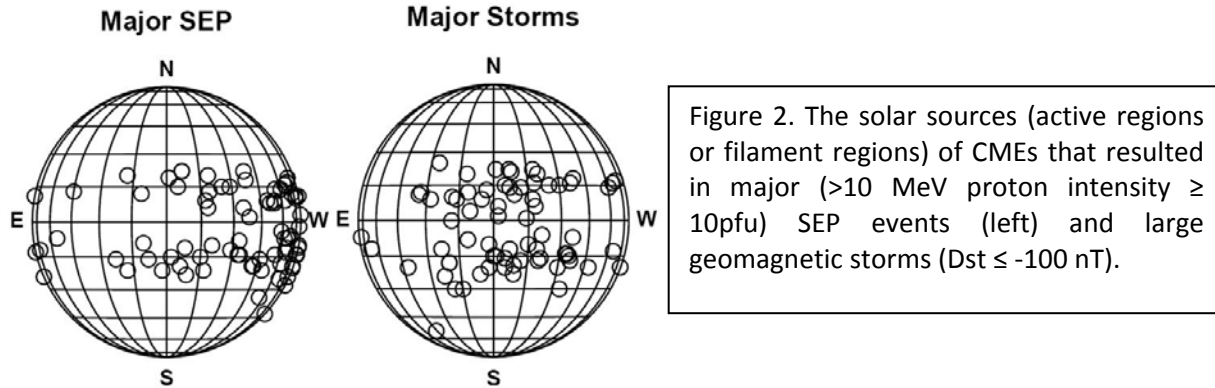 Major SEP
Major Storms
N
N
E
W
E
W
S
S
Figure 2. The solar sources (active regions
or filament regions) of CMEs that resulted
in major (>10 MeV proton intensity ≥
10pfu) SEP events (left) and large
geomagnetic storms (Dst ≤ -100 nT).